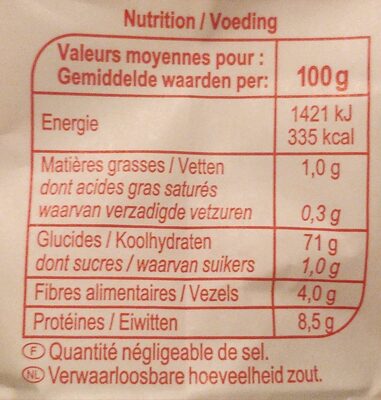 Nutrition / Voeding
Valeurs moyennes pour :
Gemiddelde waarden per: 100 g
Energie 1421 kJ
335 kcal
Matières grasses / Vetten 1,0 g
dont acides gras saturés
waarvan verzadigde vetzuren 0,3 g
Glucides / Koolhydraten 71 g
dont sucres / waarvan suikers 1,0 g
Fibres alimentaires / Vezels 4,0 g
Protéines / Eiwitten 8,5 g
F Quantité négligeable de sel.
NL Verwaarloosbare hoeveelheid zout.